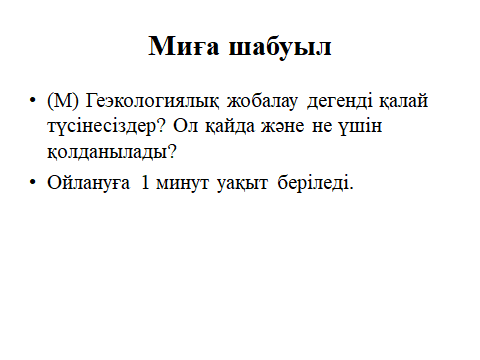 Миға шабуыл
• (М) Геэкологиялық жобалау дегенді қалай
түсінесіздер? Ол қайда және не үшін
қолданылады?
• Ойлануға 1 минут уақыт беріледі.